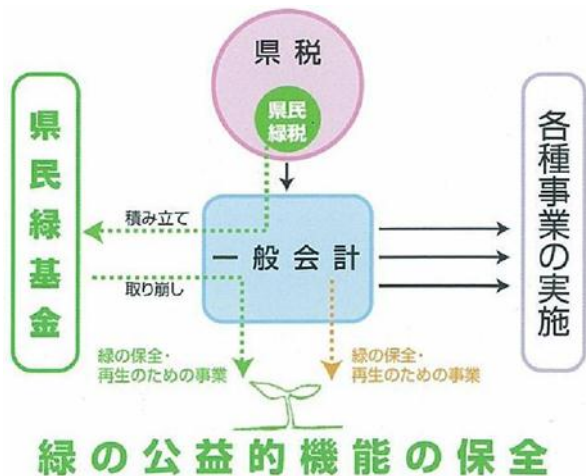 県税
県民
緑税
県民緑基金
積み立て
一般会計
取り崩し
各種事業の実施
緑の保全・
再生のための事業
緑の保全・
再生のための事業
緑の公益的機能の保全